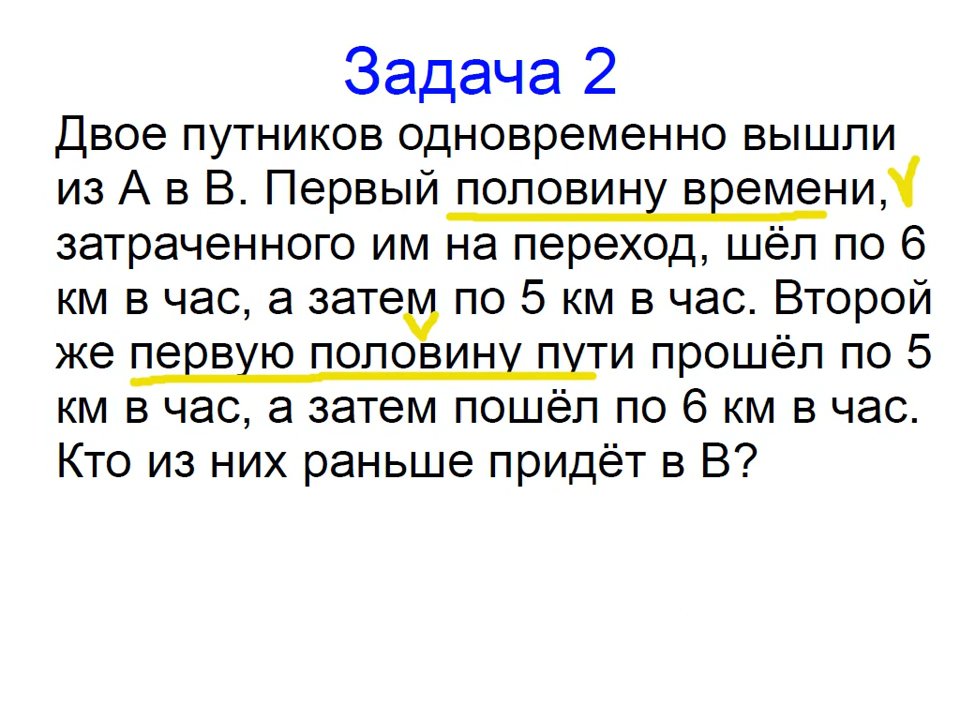 Задача 2
Двое путников одновременно вышли
из А в В. Первый половину времени,
затраченного им на переход, шёл по 6
км в час, а затем по 5 км в час. Второй
же первую половину пути прошёл по 5
км в час, а затем пошёл по 6 км в час.
Кто из них раньше придёт в В?